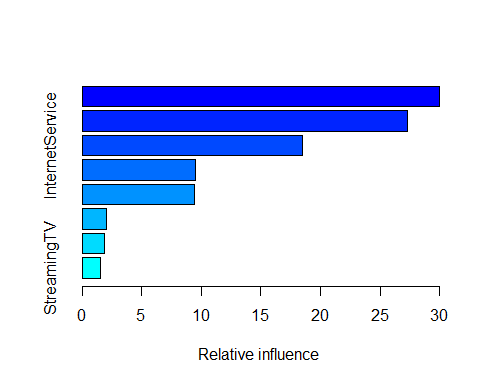 InternetService
StreamingTV
0 5 10 15 20 25 30
Relative influence